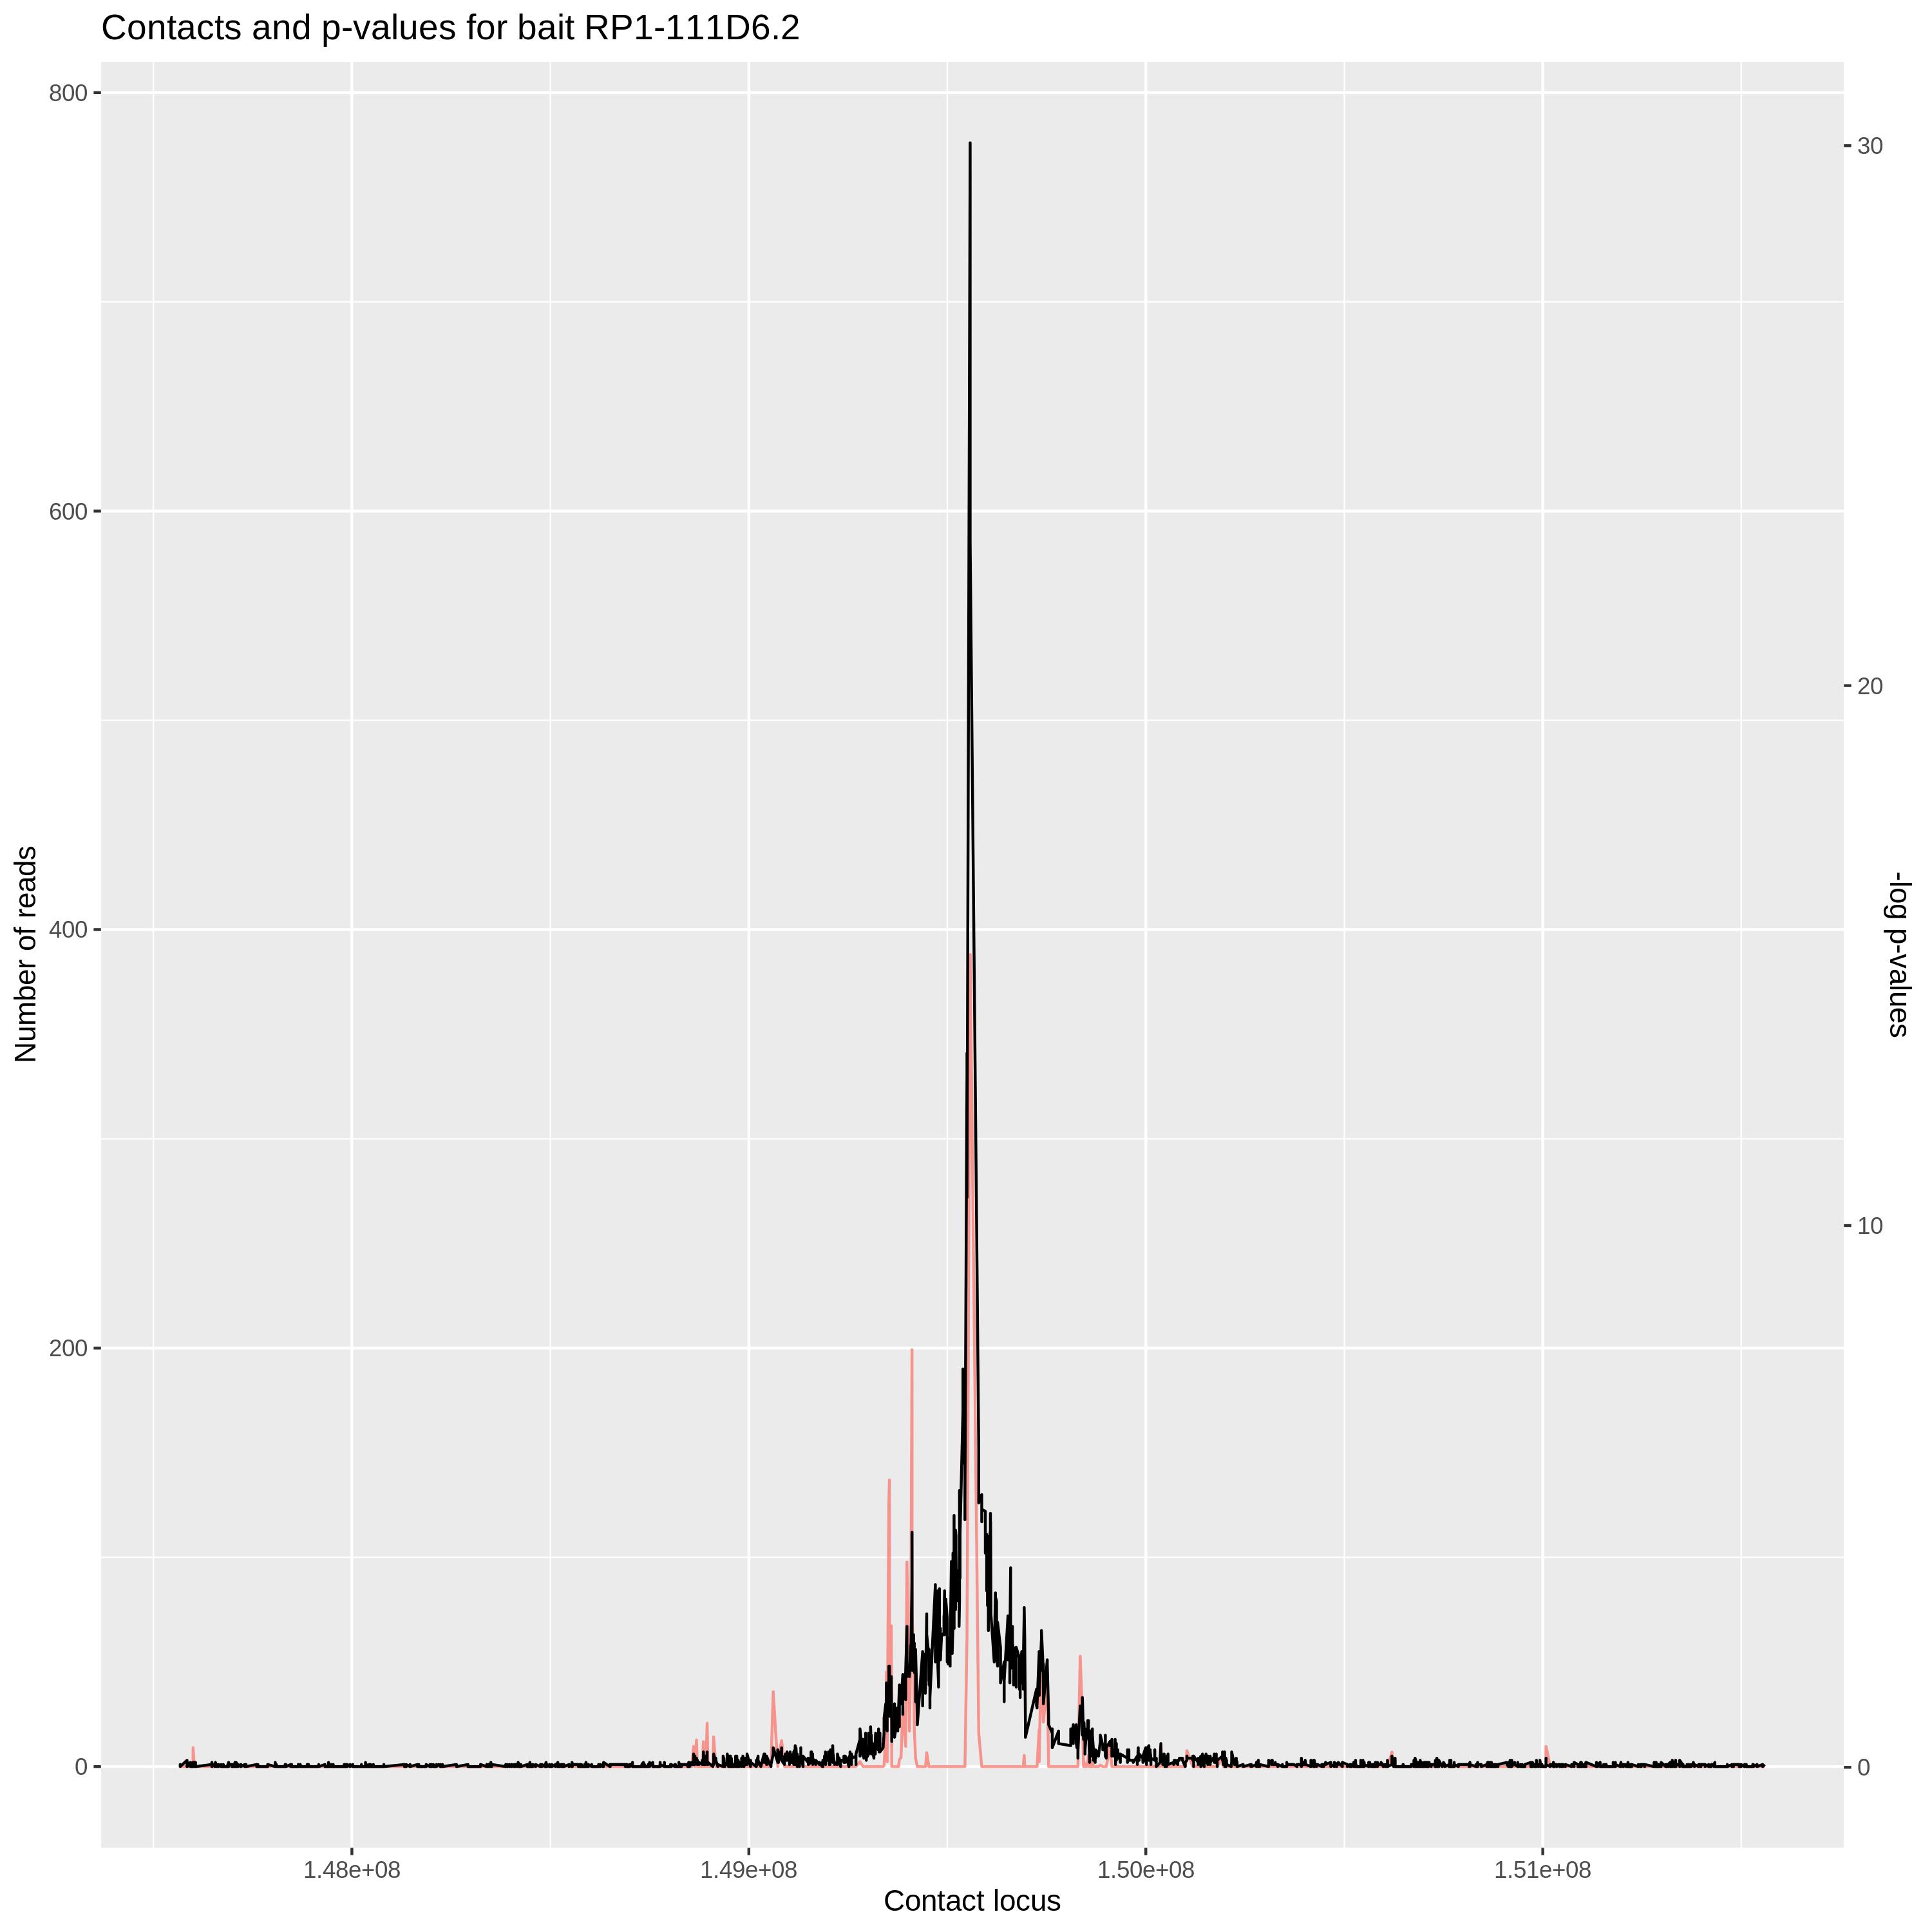 Contacts and p-values for bait RP1-111D6.2
800
600
400
200
0
Number of reads
30
20
10
0
-log p-values
1.48e+08
1.49e+08
1.50e+08
1.51e+08
Contact locus